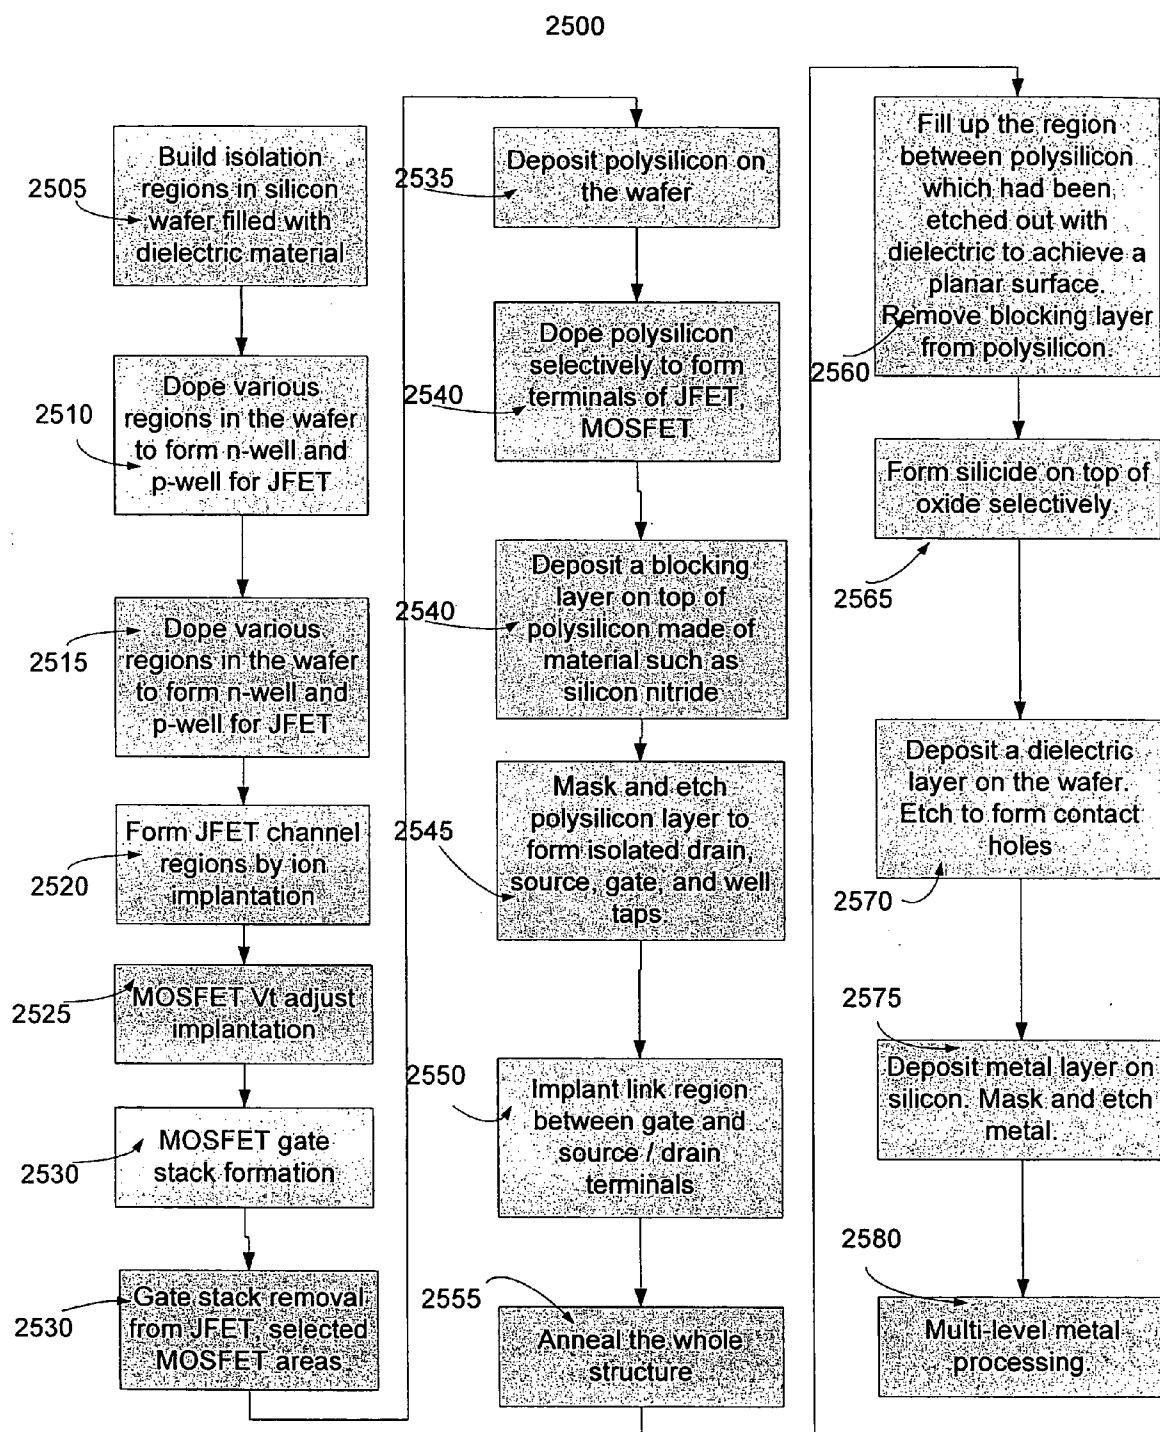 2500
2505
Build isolation
regions in silicon
wafer filled with
dielectric material
2510
Dope various
regions in the wafer
to form n-well and
p-well for JFET
2515
Dope various
regions in the wafer
to form n-well and
p-well for JFET
2520
Form JFET channel
regions by ion
implantation
2525
MOSFET Vt adjust
implantation
2530
MOSFET gate
stack formation
2530
Gate stack removal
from JFET, selected
MOSFET areas
2535
Deposit polysilicon on
the wafer
2540
Dope polysilicon
selectively to form
terminals of JFET,
MOSFET
2540
Deposit a blocking
layer on top of
polysilicon made of
material such as
silicon nitride
2545
Mask and etch
polysilicon layer to
form isolated drain,
source, gate, and well
taps.
2550
Implant link region
between gate and
source / drain
terminals
2555
Anneal the whole
structure
2560
Fill up the region
between polysilicon
which had been
etched out with
dielectric to achieve a
planar surface.
Remove blocking layer
from polysilicon.
2565
Form silicide on top of
oxide selectively
2570
Deposit a dielectric
layer on the wafer.
Etch to form contact
holes
2575
Deposit metal layer on
silicon. Mask and etch
metal.
2580
Multi-level metal
processing.